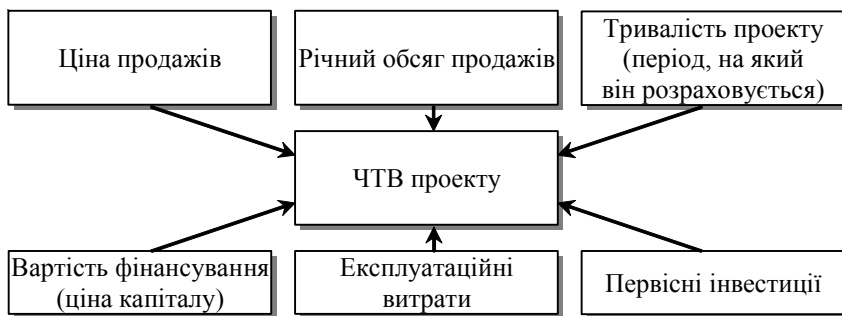 Ціна продажів
Річний обсяг продажів
Тривалість проекту
(період, на який
він розраховується)
ЧТВ проекту
Вартість фінансування
(ціна капіталу)
Експлуатаційні
витрати
Первісні інвестиції